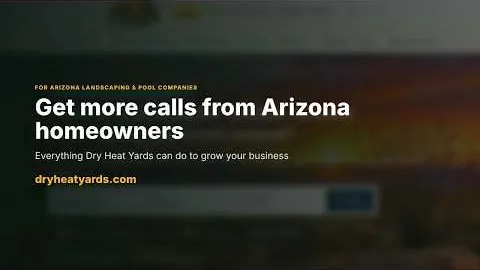 FOR ARIZONA LANDSCAPING & POOL COMPANIES
Get more calls from Arizona
homeowners
Everything Dry Heat Yards can do to grow your business
dryheatyards.com